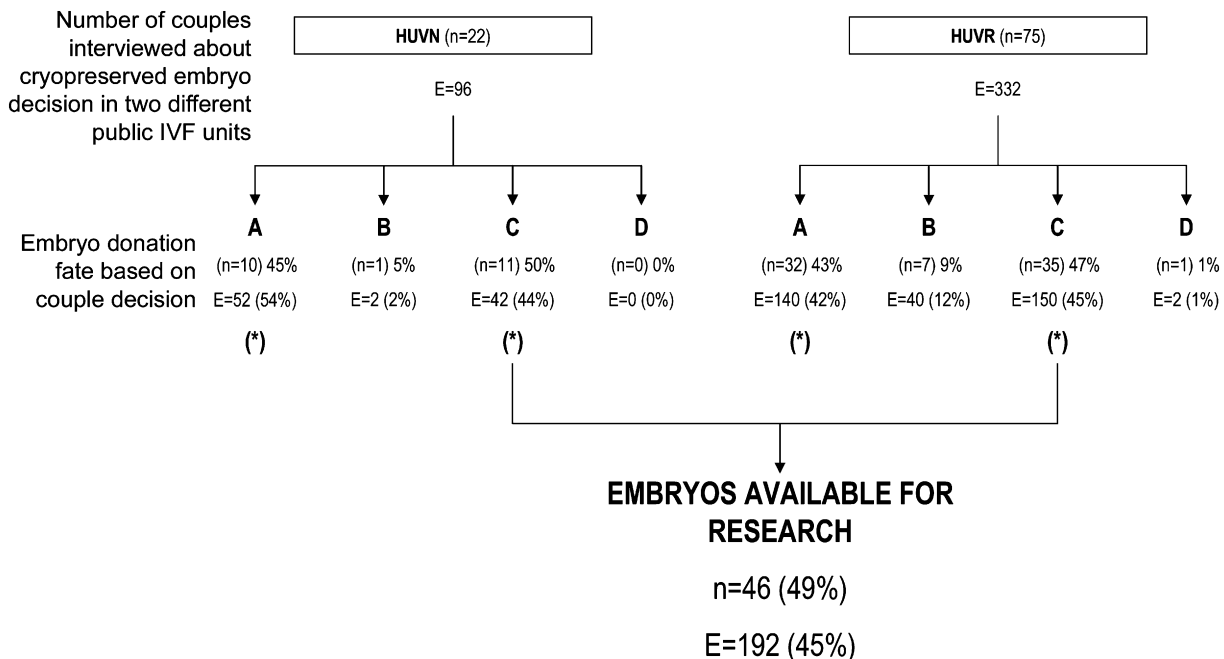 Number of couples
interviewed about
cryopreserved embryo
decision in two different
public IVF units
HUVN (n=22)
HUVR (n=75)
E=96
E=332
A
B
C
D
A
B
C
D
Embryo donation
fate based on
couple decision
(n=10) 45%
(n=1) 5%
(n=11) 50%
(n=0) 0%
(n=32) 43%
(n=7) 9%
(n=35) 47%
(n=1) 1%
E=52 (54%)
E=2 (2%)
E=42 (44%)
E=0 (0%)
E=140 (42%)
E=40 (12%)
E=150 (45%)
E=2 (1%)
(*)
(*)
(*)
(*)
EMBRYOS AVAILABLE FOR
RESEARCH
n=46 (49%)
E=192 (45%)